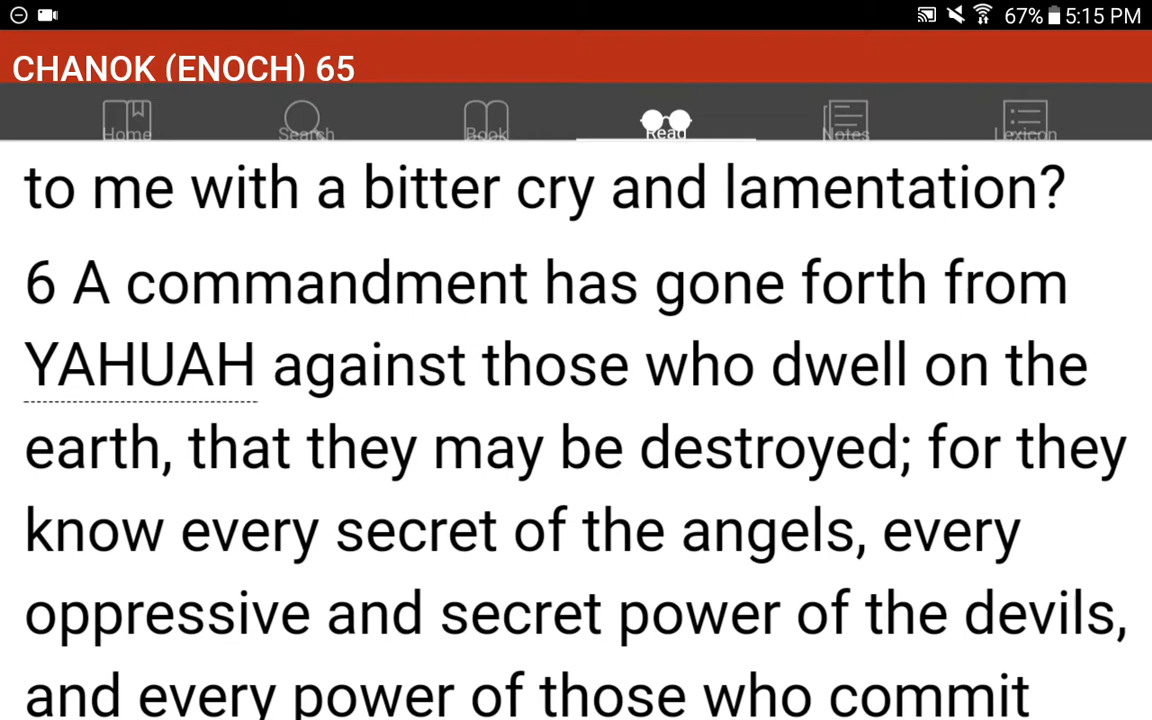 67% 5:15 PM
CHANOK (ENOCH) 65
Home Search Book Read Notes Lexicon
to me with a bitter cry and lamentation?
6 A commandment has gone forth from
YAHUAH against those who dwell on the
earth, that they may be destroyed; for they
know every secret of the angels, every
oppressive and secret power of the devils,
and every power of those who commit